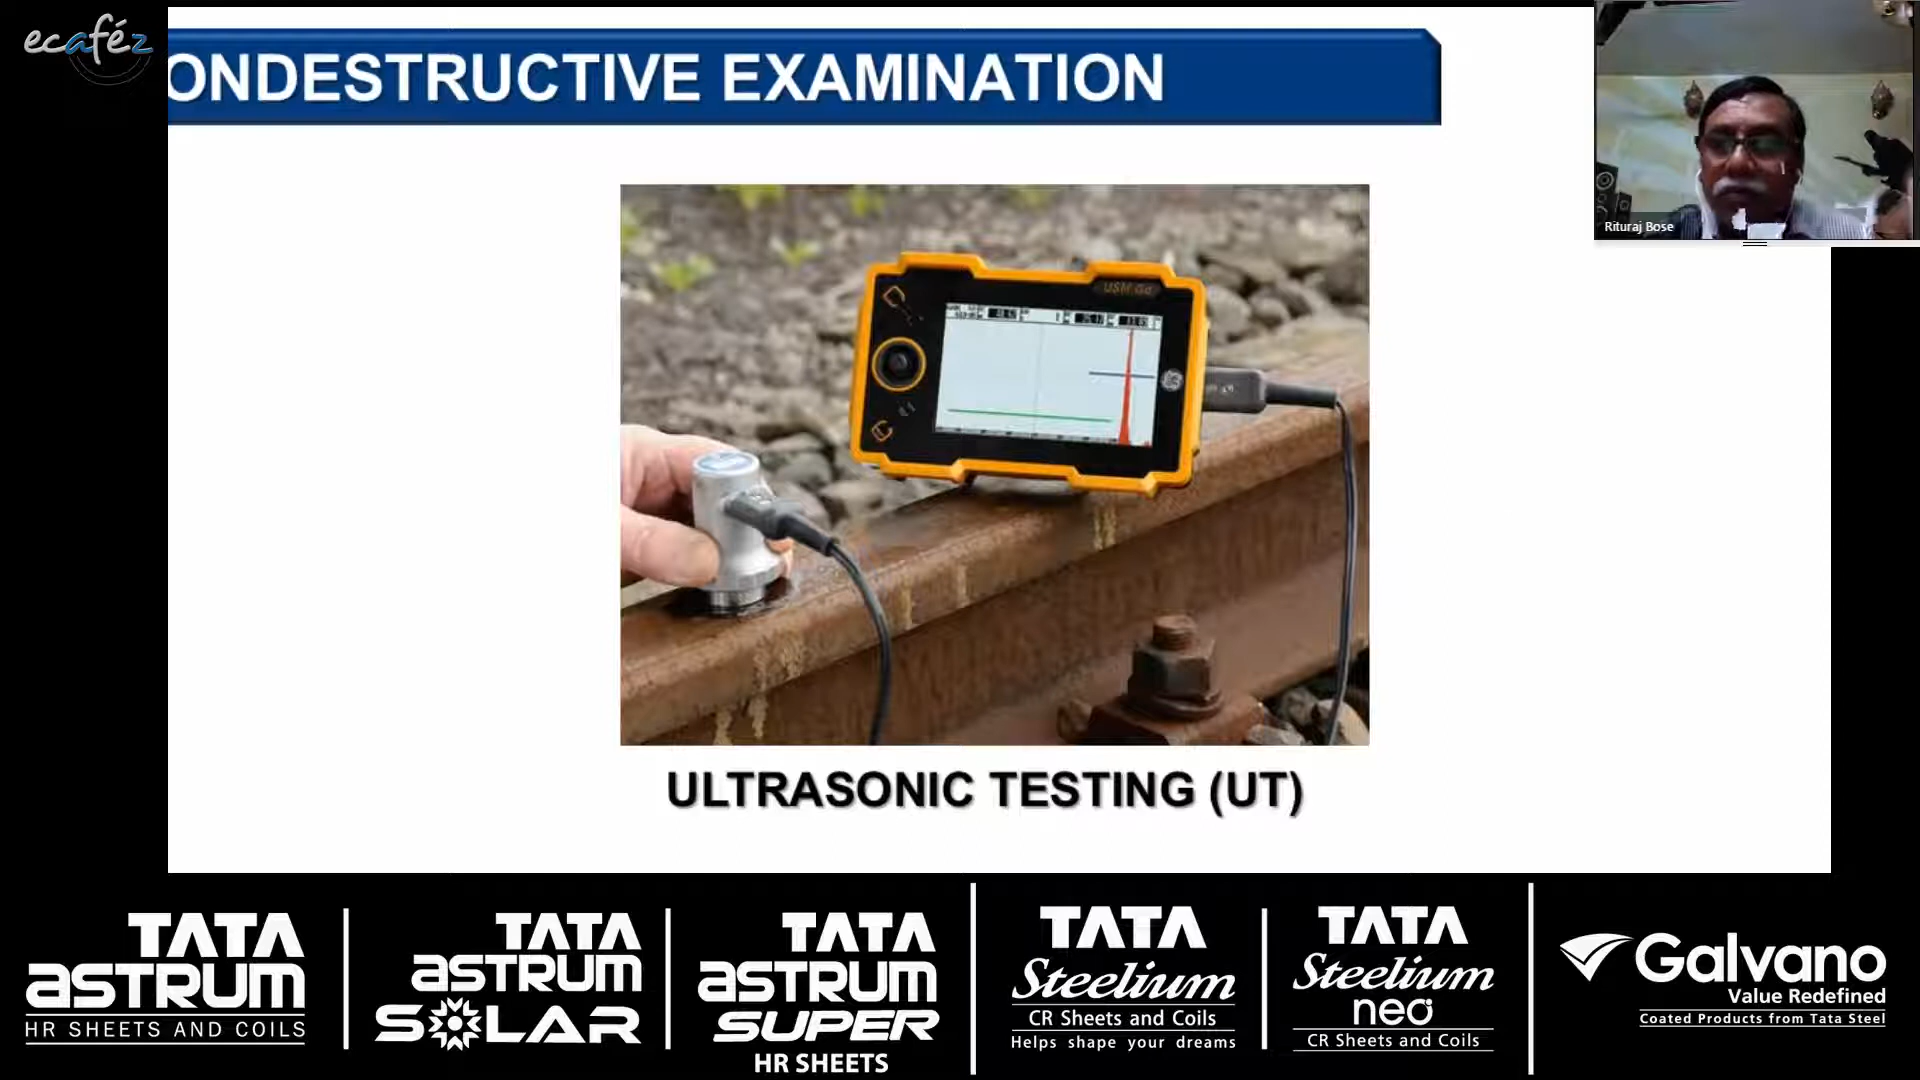 ecaféz
ONDESTRUCTIVE EXAMINATION
Rituraj Bose
USM Go
ULTRASONIC TESTING (UT)
TATA
ASTRUM
HR SHEETS AND COILS
TATA
ASTRUM
SOLAR
TATA
ASTRUM
SUPER
HR SHEETS
TATA
Steelium
CR Sheets and Coils
Helps shape your dreams
TATA
Steelium
neo
CR Sheets and Coils
Galvano
Value Redefined
Coated Products from Tata Steel